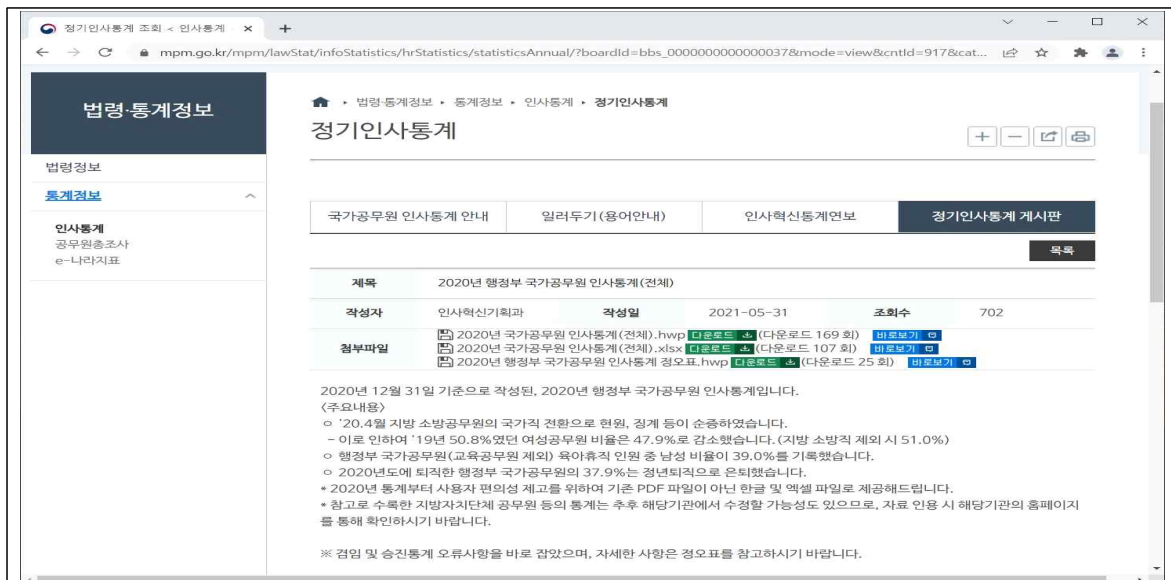 정기인사통계 조회 < 인사통계
mpm.go.kr/mpm/lawStat/infoStatistics/hrStatistics/statisticsAnnual/?boardId=bbs_0000000000000037&mode=view&cntId=917&cat...
법령·통계정보
법령정보
통계정보
인사통계
공무원총조사
e-나라지표
법령·통계정보 ▸ 통계정보 ▸ 인사통계 ▸ 정기인사통계
정기인사통계
국가공무원 인사통계 안내 일러두기(용어안내) 인사혁신통계연보 정기인사통계 게시판
목록
제목 2020년 행정부 국가공무원 인사통계(전체)
작성자 인사혁신기획과 작성일 2021-05-31 조회수 702
첨부파일
2020년 국가공무원 인사통계(전체).hwp 다운로드 (다운로드 169 회) 바로보기
2020년 국가공무원 인사통계(전체).xlsx 다운로드 (다운로드 107 회) 바로보기
2020년 행정부 국가공무원 인사통계 정오표.hwp 다운로드 (다운로드 25 회) 바로보기
2020년 12월 31일 기준으로 작성된, 2020년 행정부 국가공무원 인사통계입니다.
<주요내용>
ㅇ '20.4월 지방 소방공무원의 국가직 전환으로 현원, 징계 등이 순증하였습니다.
- 이로 인하여 '19년 50.8%였던 여성공무원 비율은 47.9%로 감소했습니다.(지방 소방직 제외 시 51.0%)
ㅇ 행정부 국가공무원(교육공무원 제외) 육아휴직 인원 중 남성 비율이 39.0%를 기록했습니다.
ㅇ 2020년도에 퇴직한 행정부 국가공무원의 37.9%는 정년퇴직으로 은퇴했습니다.
* 2020년 통계부터 사용자 편의성 제고를 위하여 기존 PDF 파일이 아닌 한글 및 엑셀 파일로 제공해드립니다.
* 참고로 수록한 지방자치단체 공무원 등의 통계는 추후 해당기관에서 수정할 가능성도 있으므로, 자료 인용 시 해당기관의 홈페이지
를 통해 확인하시기 바랍니다.
※ 겸임 및 승진통계 오류사항을 바로 잡았으며, 자세한 사항은 정오표를 참고하시기 바랍니다.